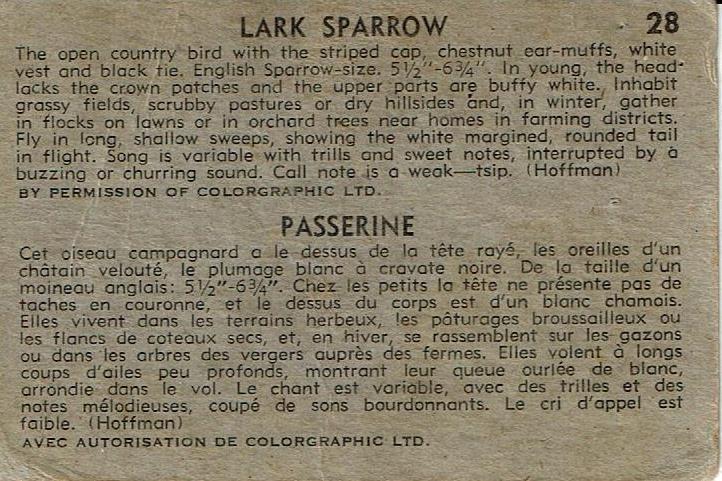 LARK SPARROW 28
The open country bird with the striped cap, chestnut ear-muffs, white
vest and black tie. English Sparrow-size. 5½"-6¾". In young, the head
lacks the crown patches and the upper parts are buffy white. Inhabit
grassy fields, scrubby pastures or dry hillsides and, in winter, gather
in flocks on lawns or in orchard trees near homes in farming districts.
Fly in long, shallow sweeps, showing the white margined, rounded tail
in flight. Song is variable with trills and sweet notes, interrupted by a
buzzing or churring sound. Call note is a weak—tsip. (Hoffman)
BY PERMISSION OF COLORGRAPHIC LTD.
PASSERINE
Cet oiseau campagnard a le dessus de la tête rayé, les oreilles d'un
châtain velouté, le plumage blanc à cravate noire. De la taille d'un
moineau anglais: 5½"-6¾". Chez les petits la tête ne présente pas de
taches en couronne, et le dessus du corps est d'un blanc chamois.
Elles vivent dans les terrains herbeux, les pâturages broussailleux ou
les flancs de coteaux secs, et, en hiver, se rassemblent sur les gazons
ou dans les arbres des vergers auprès des fermes. Elles volent à longs
coups d'ailes peu profonds, montrant leur queue ourlée de blanc,
arrondie dans le vol. Le chant est variable, avec des trilles et des
notes mélodieuses, coupé de sons bourdonnants. Le cri d'appel est
faible. (Hoffman)
AVEC AUTORISATION DE COLORGRAPHIC LTD.